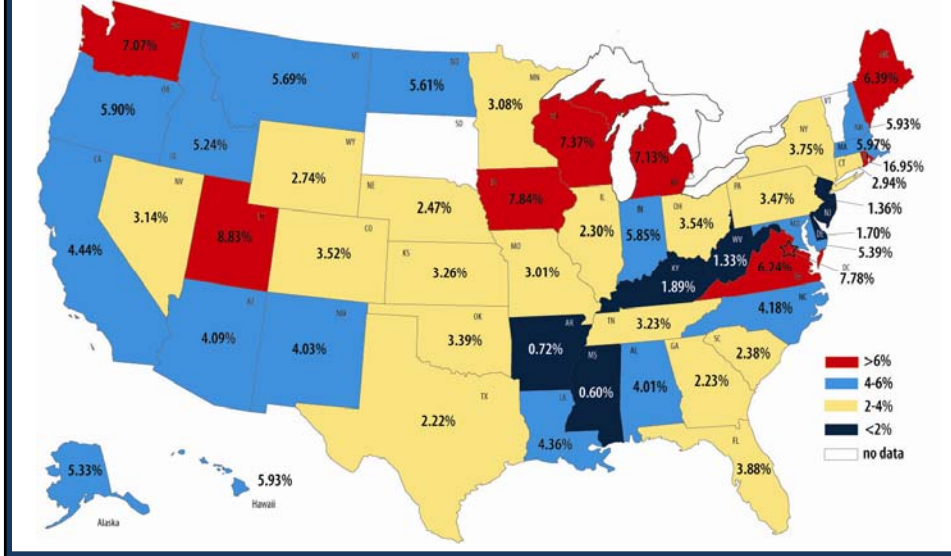 7.07%
5.90%
5.69%
5.61%
ND
5.24%
WY
2.74%
SD
MN
3.08%
7.37%
7.13%
6.39%
VT
5.93%
MA
5.97%
16.95%
CT
2.94%
NY
3.75%
PA
3.47%
NJ
1.36%
DE
1.70%
5.39%
DC
7.78%
CA
4.44%
NV
3.14%
8.83%
CO
3.52%
NE
2.47%
7.84%
IL
2.30%
IN
5.85%
OH
3.54%
WV
1.33%
6.24%
KS
3.26%
MO
3.01%
KY
1.89%
NC
4.18%
AZ
4.09%
NM
4.03%
OK
3.39%
AR
0.72%
TN
3.23%
SC
2.38%
MS
0.60%
AL
4.01%
GA
2.23%
TX
2.22%
LA
4.36%
FL
3.88%
5.33%
Alaska
5.93%
Hawaii
>6%
4-6%
2-4%
<2%
no data